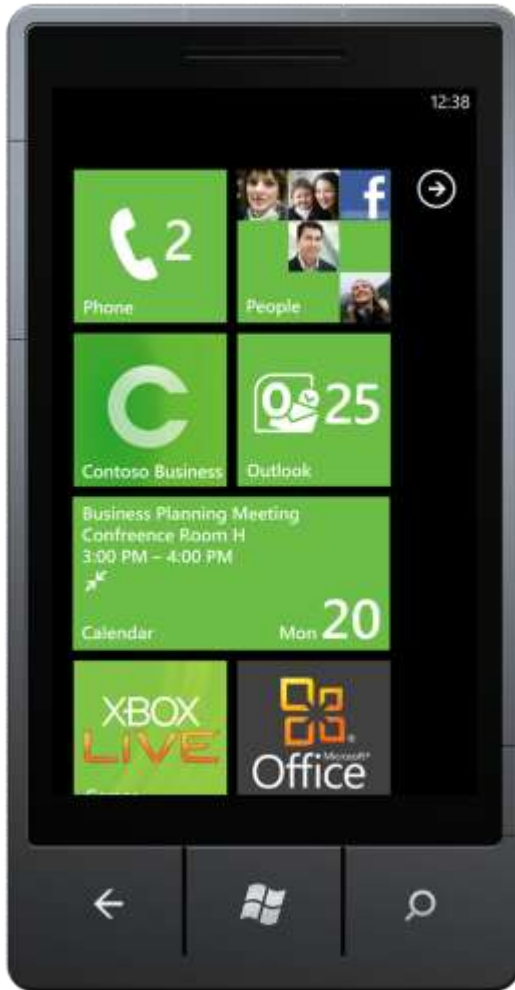 12:38
2
Phone
f
People
C
Contoso Business
25
Outlook
Business Planning Meeting
Confreence Room H
3:00 PM – 4:00 PM
Calendar
Mon 20
XBOX
LIVE
Games
Microsoft®
Office